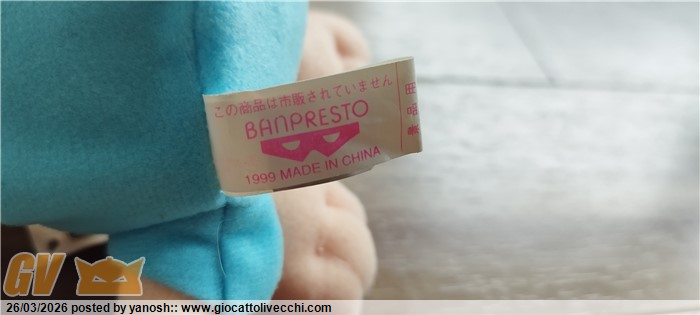 この商品は市販されていません
BANPRESTO
1999 MADE IN CHINA
GV
26/03/2026 posted by yanosh:: www.giocattolivecchi.com